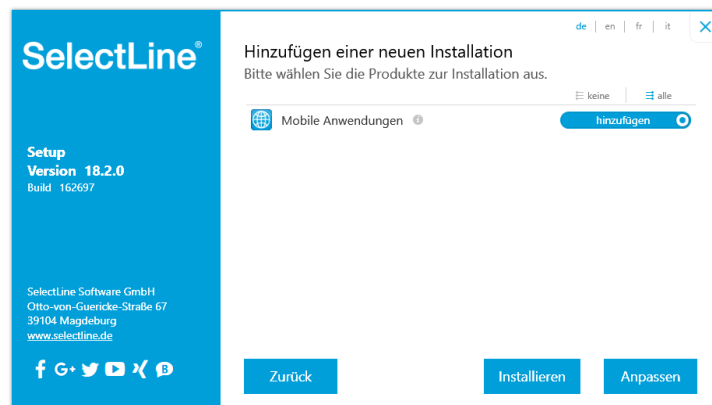 de | en | fr | it
SelectLine®
Hinzufügen einer neuen Installation
Bitte wählen Sie die Produkte zur Installation aus.
keine | alle
Mobile Anwendungen
hinzufügen
Setup
Version 18.2.0
Build 162697
SelectLine Software GmbH
Otto-von-Guericke-Straße 67
39104 Magdeburg
www.selectline.de
Zurück
Installieren
Anpassen